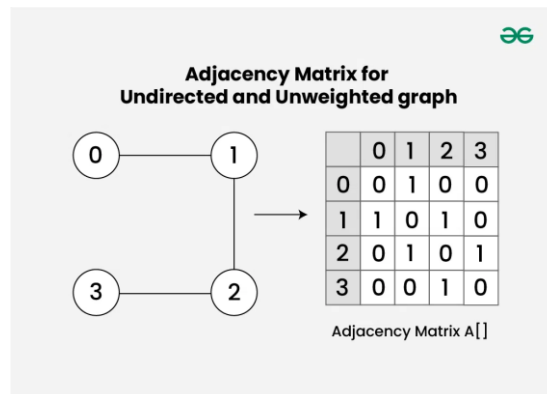 Adjacency Matrix for
Undirected and Unweighted graph
0 1
3 2
0 1 2 3
0 0 1 0 0
1 1 0 1 0
2 0 1 0 1
3 0 0 1 0
Adjacency Matrix A[]